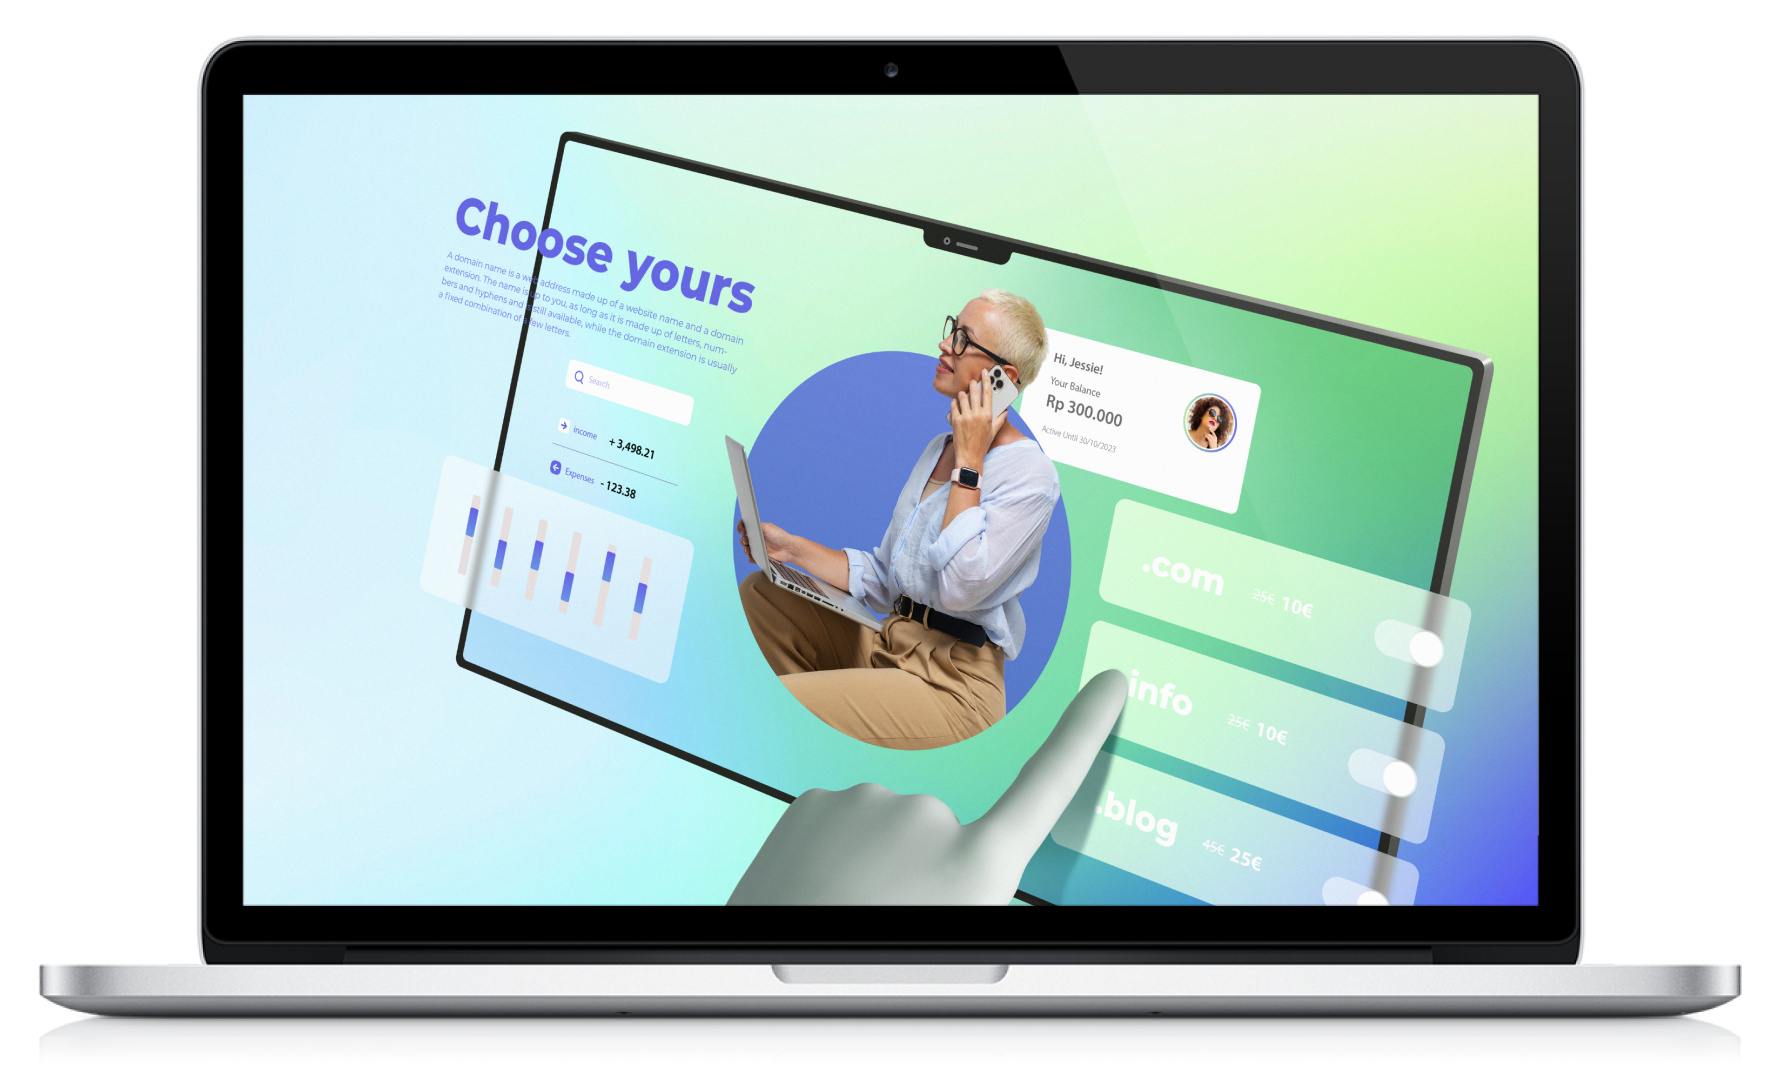 Choose yours
A domain name is a web address made up of a website name and a domain
extension. The name is up to you, as long as it is made up of letters, num-
bers and hyphens and is still available, while the domain extension is usually
a fixed combination of a few letters.
Search
income + 3,498.21
Expenses - 123.38
Hi, Jessie!
Your Balance
Rp 300.000
Active Until 30/10/2023
.com 25€ 10€
.info 25€ 10€
.blog 45€ 25€